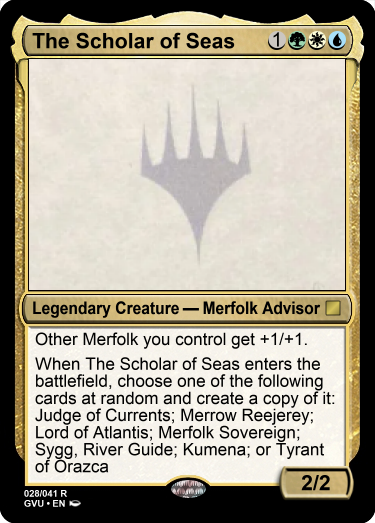 The Scholar of Seas 1
Legendary Creature — Merfolk Advisor
Other Merfolk you control get +1/+1.
When The Scholar of Seas enters the
battlefield, choose one of the following
cards at random and create a copy of it:
Judge of Currents; Merrow Reejerey;
Lord of Atlantis; Merfolk Sovereign;
Sygg, River Guide; Kumena; or Tyrant
of Orazca
2/2
028/041 R
GVU • EN